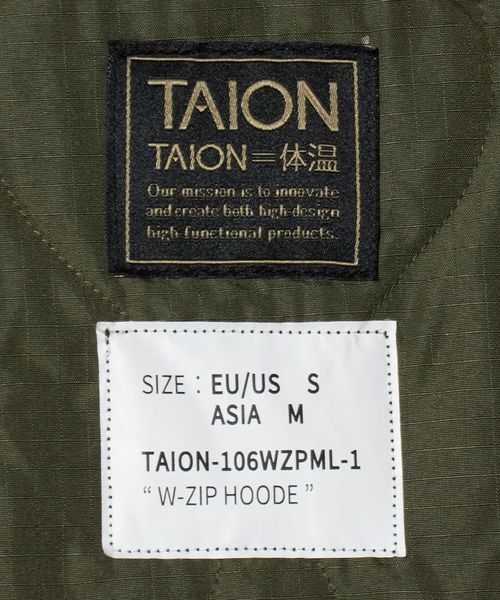 TAION
TAION≡体温
Our mission is to innovate
and create both high-design
high functional products.
SIZE : EU/US S
ASIA M
TAION-106WZPML-1
“ W-ZIP HOODE ”